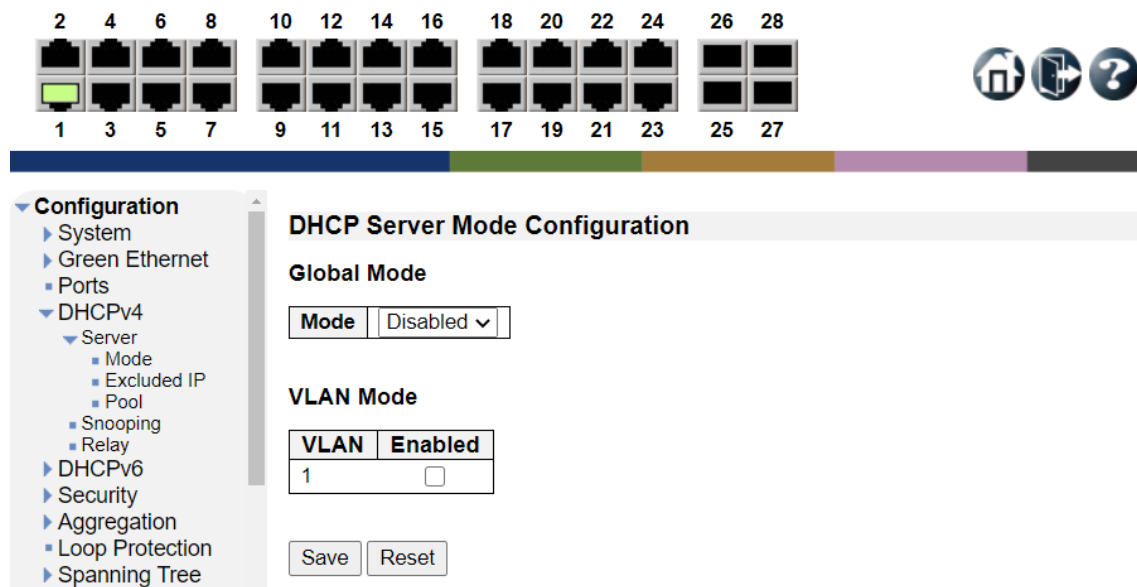 2 4 6 8 10 12 14 16 18 20 22 24 26 28
?
1 3 5 7 9 11 13 15 17 19 21 23 25 27
Configuration
System
Green Ethernet
Ports
DHCPv4
Server
Mode
Excluded IP
Pool
Snooping
Relay
DHCPv6
Security
Aggregation
Loop Protection
Spanning Tree
DHCP Server Mode Configuration
Global Mode
Mode Disabled
VLAN Mode
VLAN Enabled
1
Save Reset